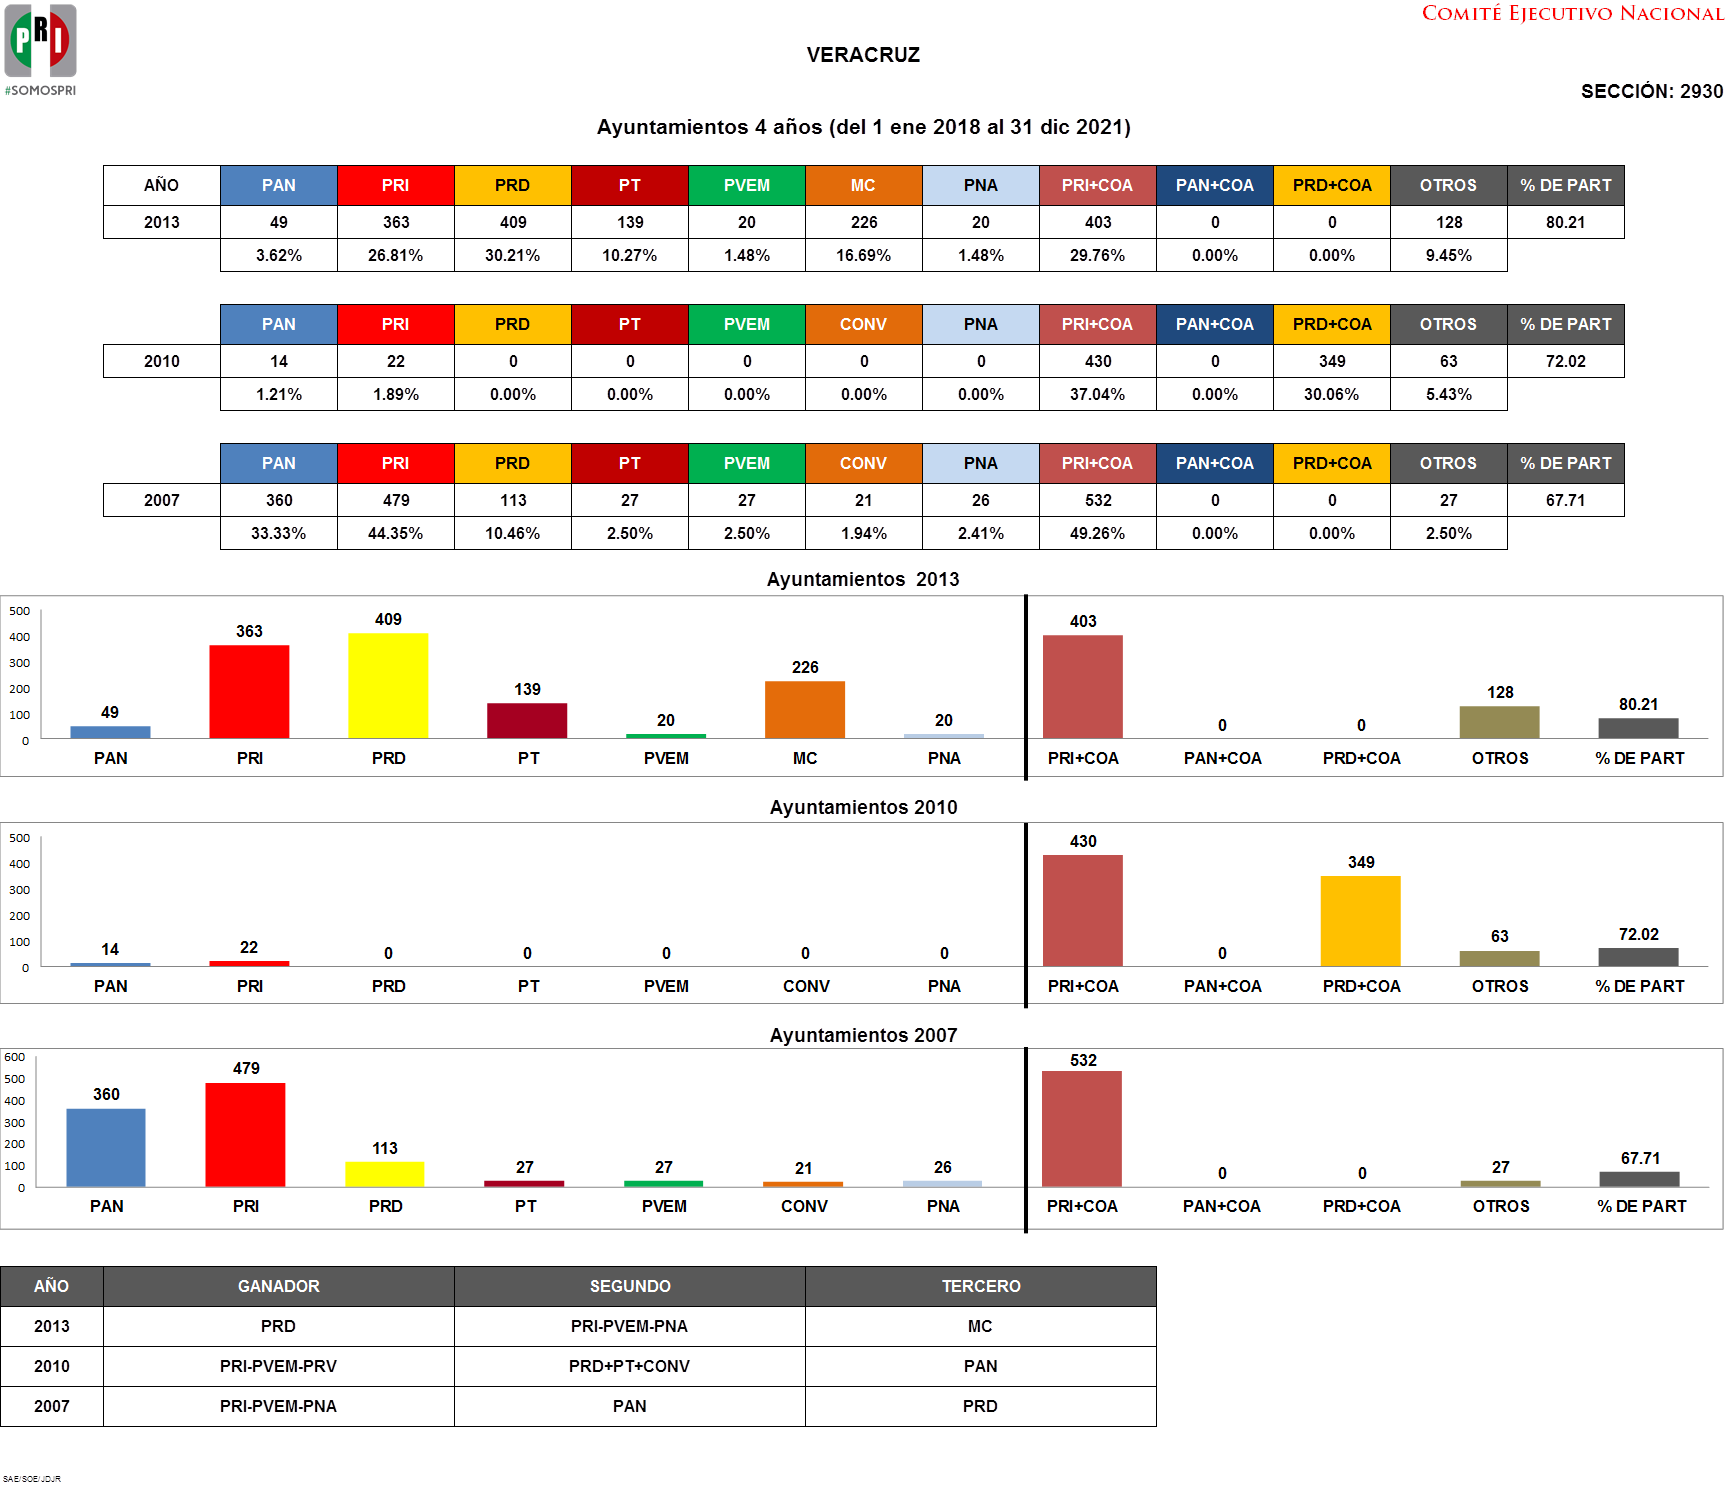 PRI
#SOMOSPRI
COMITÉ EJECUTIVO NACIONAL
VERACRUZ
SECCIÓN: 2930
Ayuntamientos 4 años (del 1 ene 2018 al 31 dic 2021)
AÑO PAN PRI PRD PT PVEM MC PNA PRI+COA PAN+COA PRD+COA OTROS % DE PART
2013 49 363 409 139 20 226 20 403 0 0 128 80.21
3.62% 26.81% 30.21% 10.27% 1.48% 16.69% 1.48% 29.76% 0.00% 0.00% 9.45%
PAN PRI PRD PT PVEM CONV PNA PRI+COA PAN+COA PRD+COA OTROS % DE PART
2010 14 22 0 0 0 0 0 430 0 349 63 72.02
1.21% 1.89% 0.00% 0.00% 0.00% 0.00% 0.00% 37.04% 0.00% 30.06% 5.43%
PAN PRI PRD PT PVEM CONV PNA PRI+COA PAN+COA PRD+COA OTROS % DE PART
2007 360 479 113 27 27 21 26 532 0 0 27 67.71
33.33% 44.35% 10.46% 2.50% 2.50% 1.94% 2.41% 49.26% 0.00% 0.00% 2.50%
Ayuntamientos 2013
500
400
300
200
100
0
49 363 409 139 20 226 20 403 0 0 128 80.21
PAN PRI PRD PT PVEM MC PNA PRI+COA PAN+COA PRD+COA OTROS % DE PART
Ayuntamientos 2010
500
400
300
200
100
0
14 22 0 0 0 0 0 430 0 349 63 72.02
PAN PRI PRD PT PVEM CONV PNA PRI+COA PAN+COA PRD+COA OTROS % DE PART
Ayuntamientos 2007
600
500
400
300
200
100
0
360 479 113 27 27 21 26 532 0 0 27 67.71
PAN PRI PRD PT PVEM CONV PNA PRI+COA PAN+COA PRD+COA OTROS % DE PART
AÑO GANADOR SEGUNDO TERCERO
2013 PRD PRI-PVEM-PNA MC
2010 PRI-PVEM-PRV PRD+PT+CONV PAN
2007 PRI-PVEM-PNA PAN PRD
SAE/SOE/JDJR